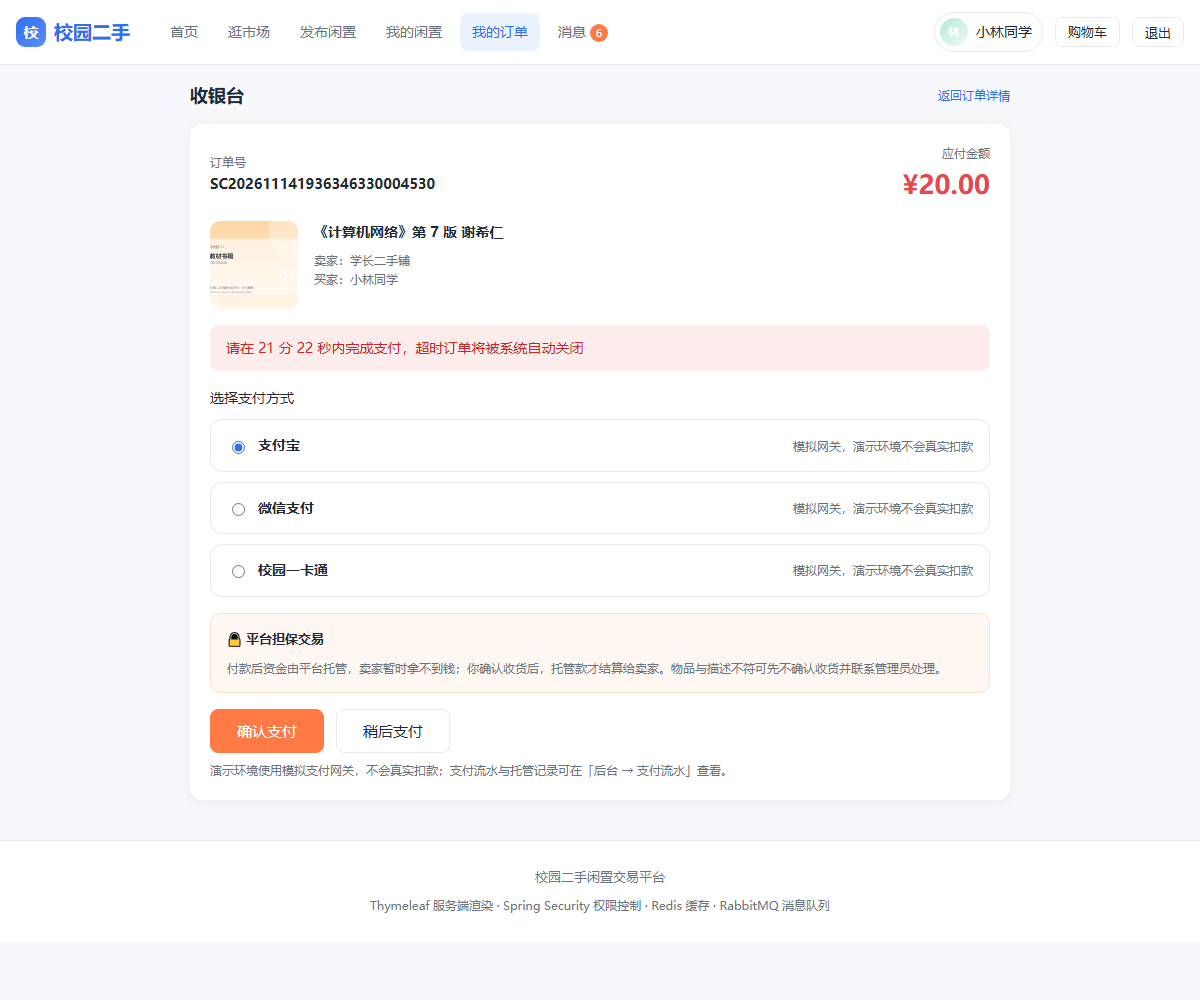 校 校园二手 首页 逛市场 发布闲置 我的闲置 我的订单 消息 6 林 小林同学 购物车 退出
收银台 返回订单详情
订单号 应付金额
SC202611141936346330004530 ¥20.00
《计算机网络》第 7 版 谢希仁
卖家：学长二手铺
买家：小林同学
教材书籍
01
请在 21 分 22 秒内完成支付，超时订单将被系统自动关闭
选择支付方式
支付宝 模拟网关，演示环境不会真实扣款
微信支付 模拟网关，演示环境不会真实扣款
校园一卡通 模拟网关，演示环境不会真实扣款
平台担保交易
付款后资金由平台托管，卖家暂时拿不到钱；你确认收货后，托管款才结算给卖家。物品与描述不符可先不确认收货并联系管理员处理。
确认支付 稍后支付
演示环境使用模拟支付网关，不会真实扣款；支付流水与托管记录可在「后台 → 支付流水」查看。
校园二手闲置交易平台
Thymeleaf 服务端渲染 · Spring Security 权限控制 · Redis 缓存 · RabbitMQ 消息队列